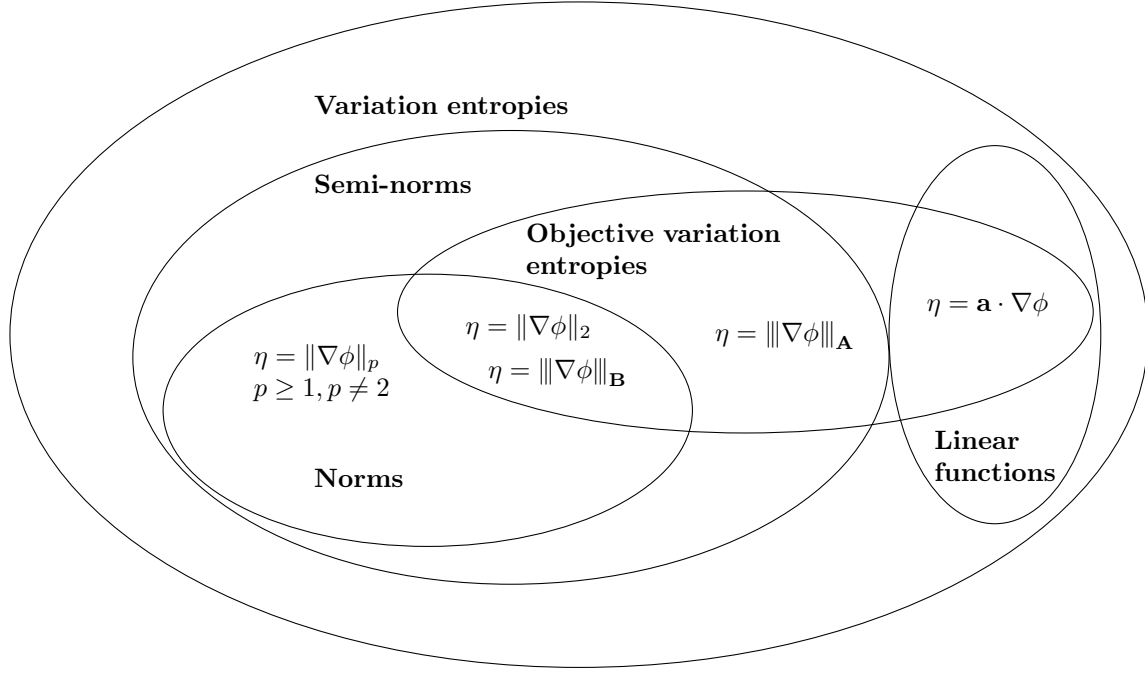 Variation entropies
Semi-norms
Objective variation
entropies
η = a · ∇ϕ
η = ‖∇ϕ‖₂
η = ⦀∇ϕ⦀_A
η = ‖∇ϕ‖_p
p ≥ 1, p ≠ 2
η = ⦀∇ϕ⦀_B
Linear
functions
Norms